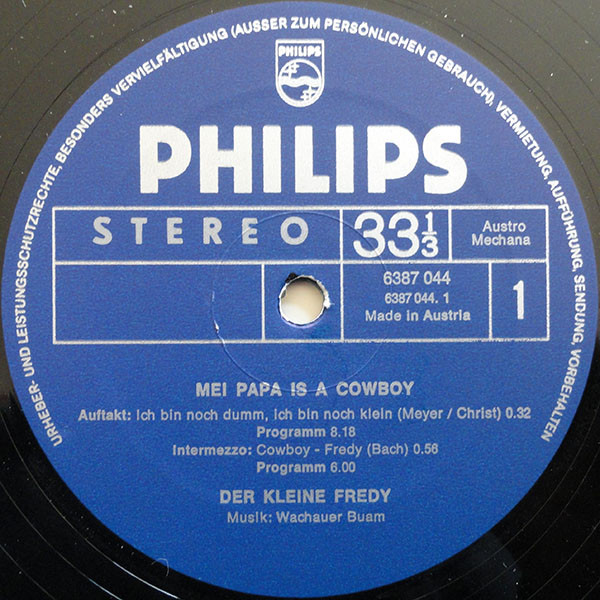 URHEBER- UND LEISTUNGSSCHUTZRECHTE, BESONDERS VERVIELFÄLTIGUNG (AUSSER ZUM PERSÖNLICHEN GEBRAUCH), VERMIETUNG, AUFFÜHRUNG, SENDUNG, VORBEHALTEN
PHILIPS
PHILIPS
STEREO
33 1/3
Austro
Mechana
6387 044
6387 044. 1
Made in Austria
1
MEI PAPA IS A COWBOY
Auftakt: Ich bin noch dumm, ich bin noch klein (Meyer / Christ) 0.32
Programm 8.18
Intermezzo: Cowboy - Fredy (Bach) 0.56
Programm 6.00
DER KLEINE FREDY
Musik: Wachauer Buam